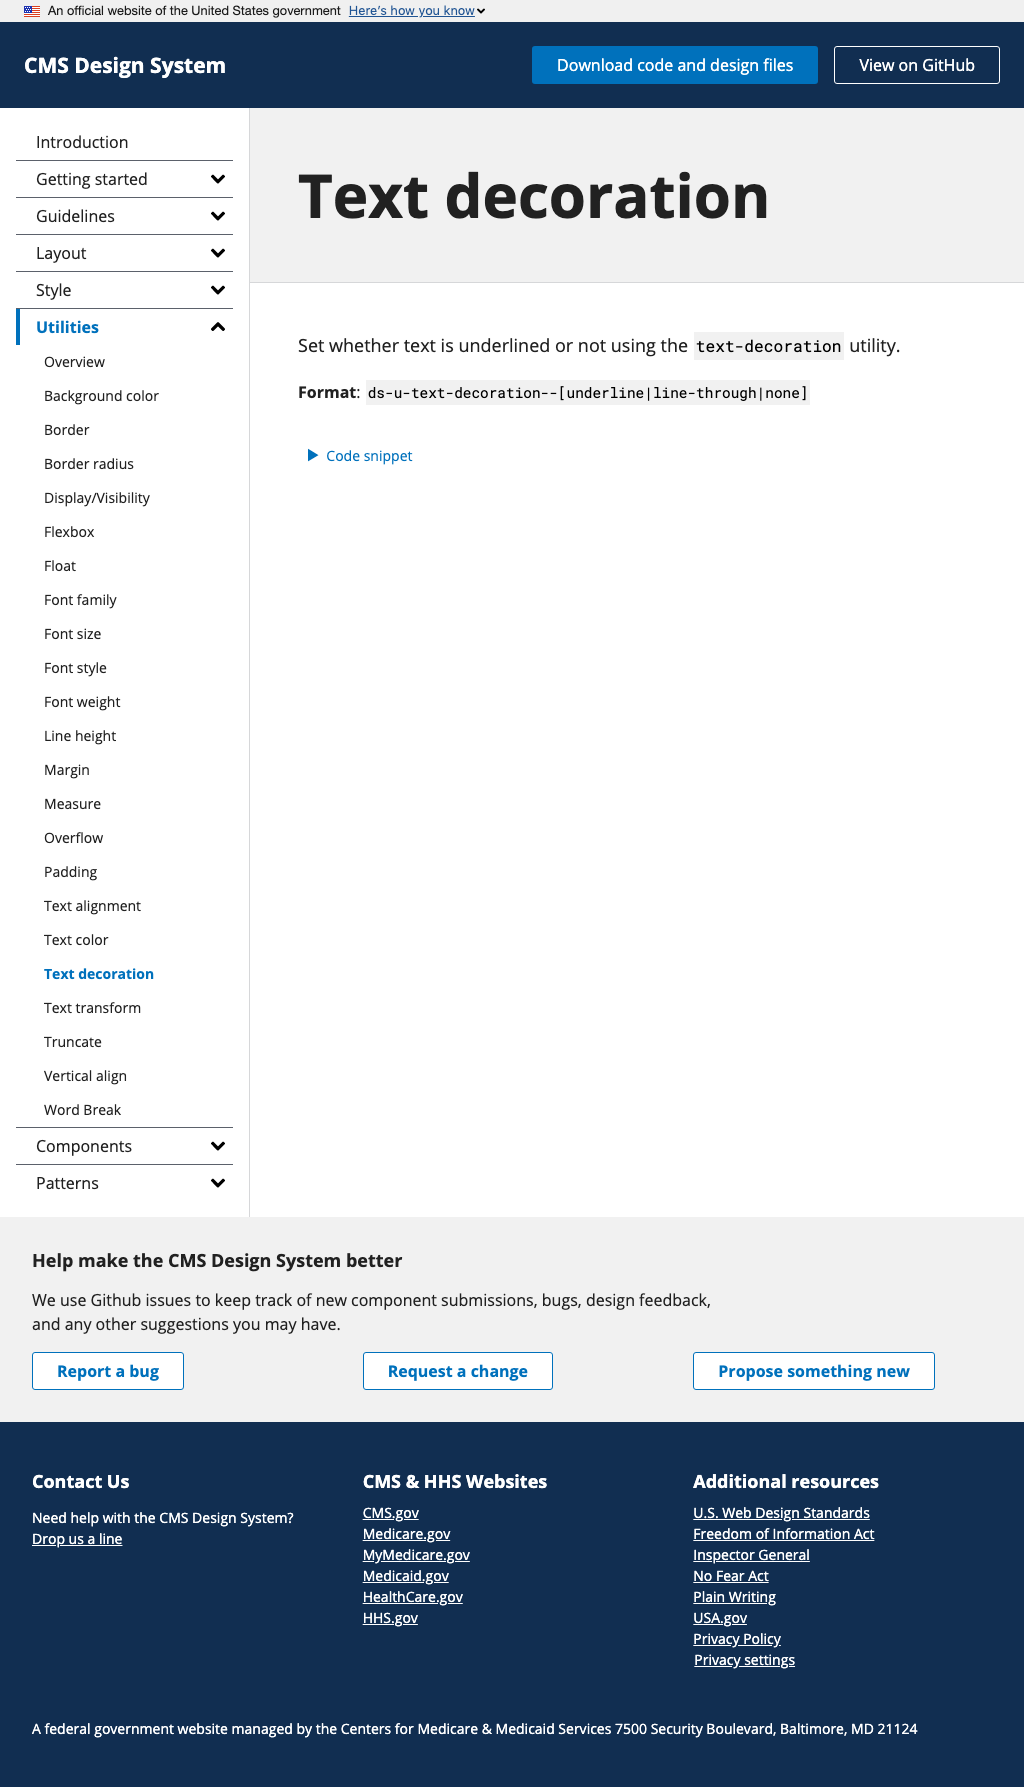 An official website of the United States government Here's how you know
CMS Design System
Download code and design files
View on GitHub
Introduction
Getting started
Guidelines
Layout
Style
Utilities
Overview
Background color
Border
Border radius
Display/Visibility
Flexbox
Float
Font family
Font size
Font style
Font weight
Line height
Margin
Measure
Overflow
Padding
Text alignment
Text color
Text decoration
Text transform
Truncate
Vertical align
Word Break
Components
Patterns
Text decoration
Set whether text is underlined or not using the text-decoration utility.
Format: ds-u-text-decoration--[underline|line-through|none]
Code snippet
Help make the CMS Design System better
We use Github issues to keep track of new component submissions, bugs, design feedback,
and any other suggestions you may have.
Report a bug
Request a change
Propose something new
Contact Us
Need help with the CMS Design System?
Drop us a line
CMS & HHS Websites
CMS.gov
Medicare.gov
MyMedicare.gov
Medicaid.gov
HealthCare.gov
HHS.gov
Additional resources
U.S. Web Design Standards
Freedom of Information Act
Inspector General
No Fear Act
Plain Writing
USA.gov
Privacy Policy
Privacy settings
A federal government website managed by the Centers for Medicare & Medicaid Services 7500 Security Boulevard, Baltimore, MD 21124